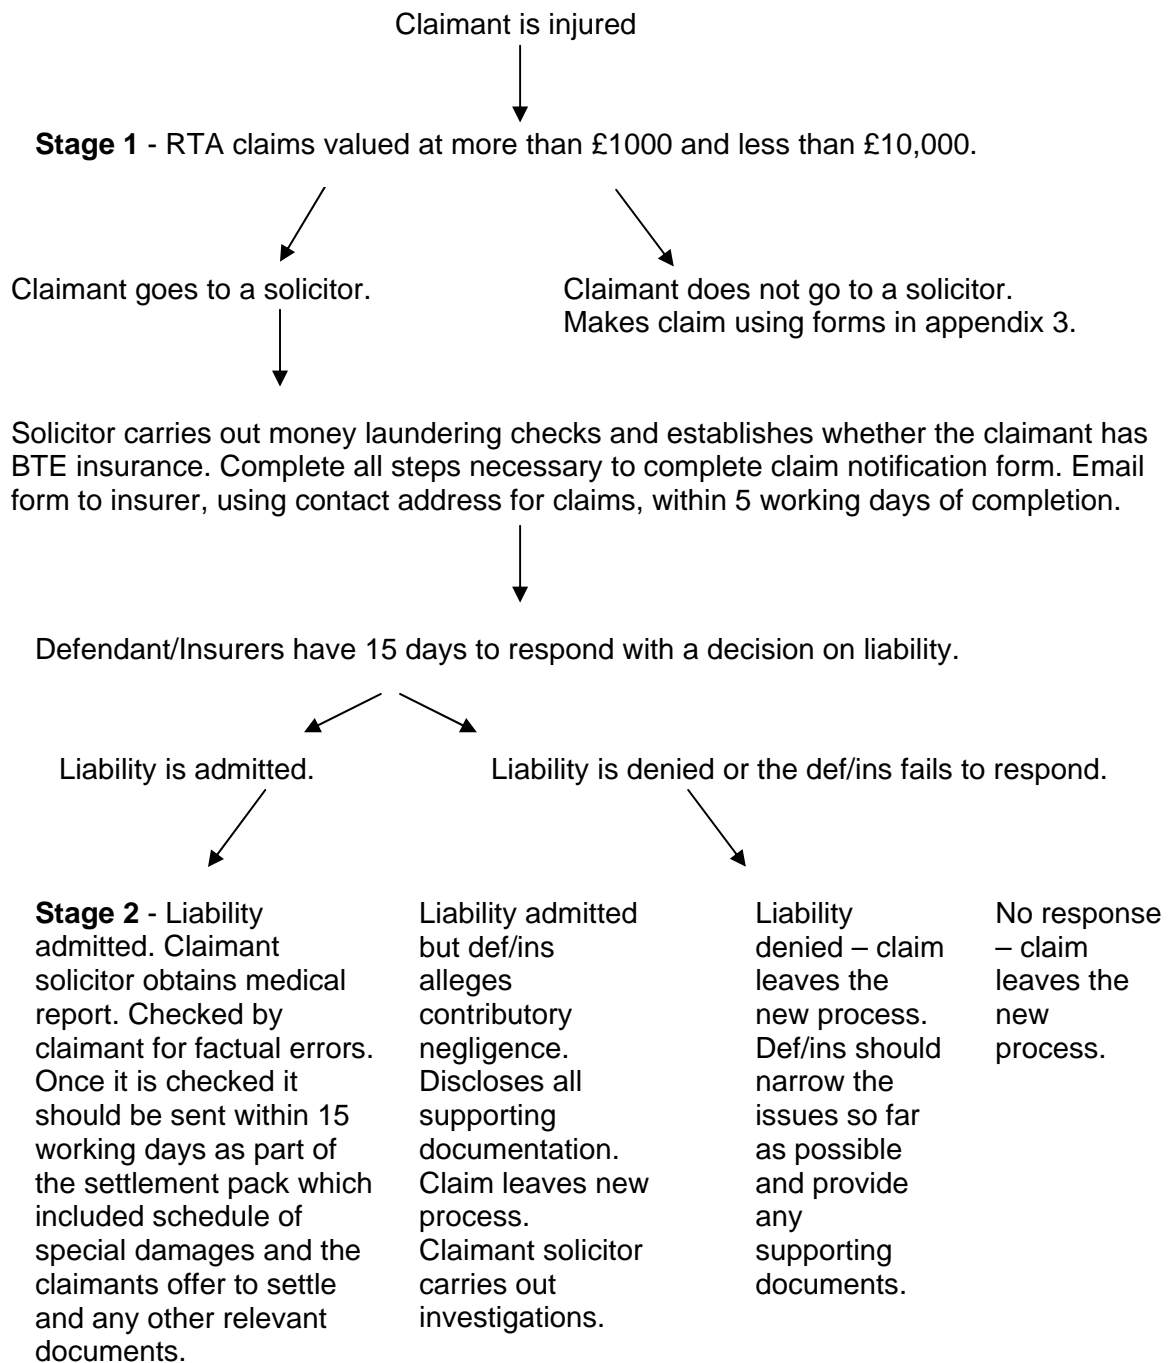 Claimant is injured
Stage 1 - RTA claims valued at more than £1000 and less than £10,000.
Claimant goes to a solicitor.
Claimant does not go to a solicitor.
Makes claim using forms in appendix 3.
Solicitor carries out money laundering checks and establishes whether the claimant has
BTE insurance. Complete all steps necessary to complete claim notification form. Email
form to insurer, using contact address for claims, within 5 working days of completion.
Defendant/Insurers have 15 days to respond with a decision on liability.
Liability is admitted.
Liability is denied or the def/ins fails to respond.
Stage 2 - Liability
admitted. Claimant
solicitor obtains medical
report. Checked by
claimant for factual errors.
Once it is checked it
should be sent within 15
working days as part of
the settlement pack which
included schedule of
special damages and the
claimants offer to settle
and any other relevant
documents.
Liability admitted
but def/ins
alleges
contributory
negligence.
Discloses all
supporting
documentation.
Claim leaves new
process.
Claimant solicitor
carries out
investigations.
Liability
denied – claim
leaves the
new process.
Def/ins should
narrow the
issues so far
as possible
and provide
any
supporting
documents.
No response
– claim
leaves the
new
process.